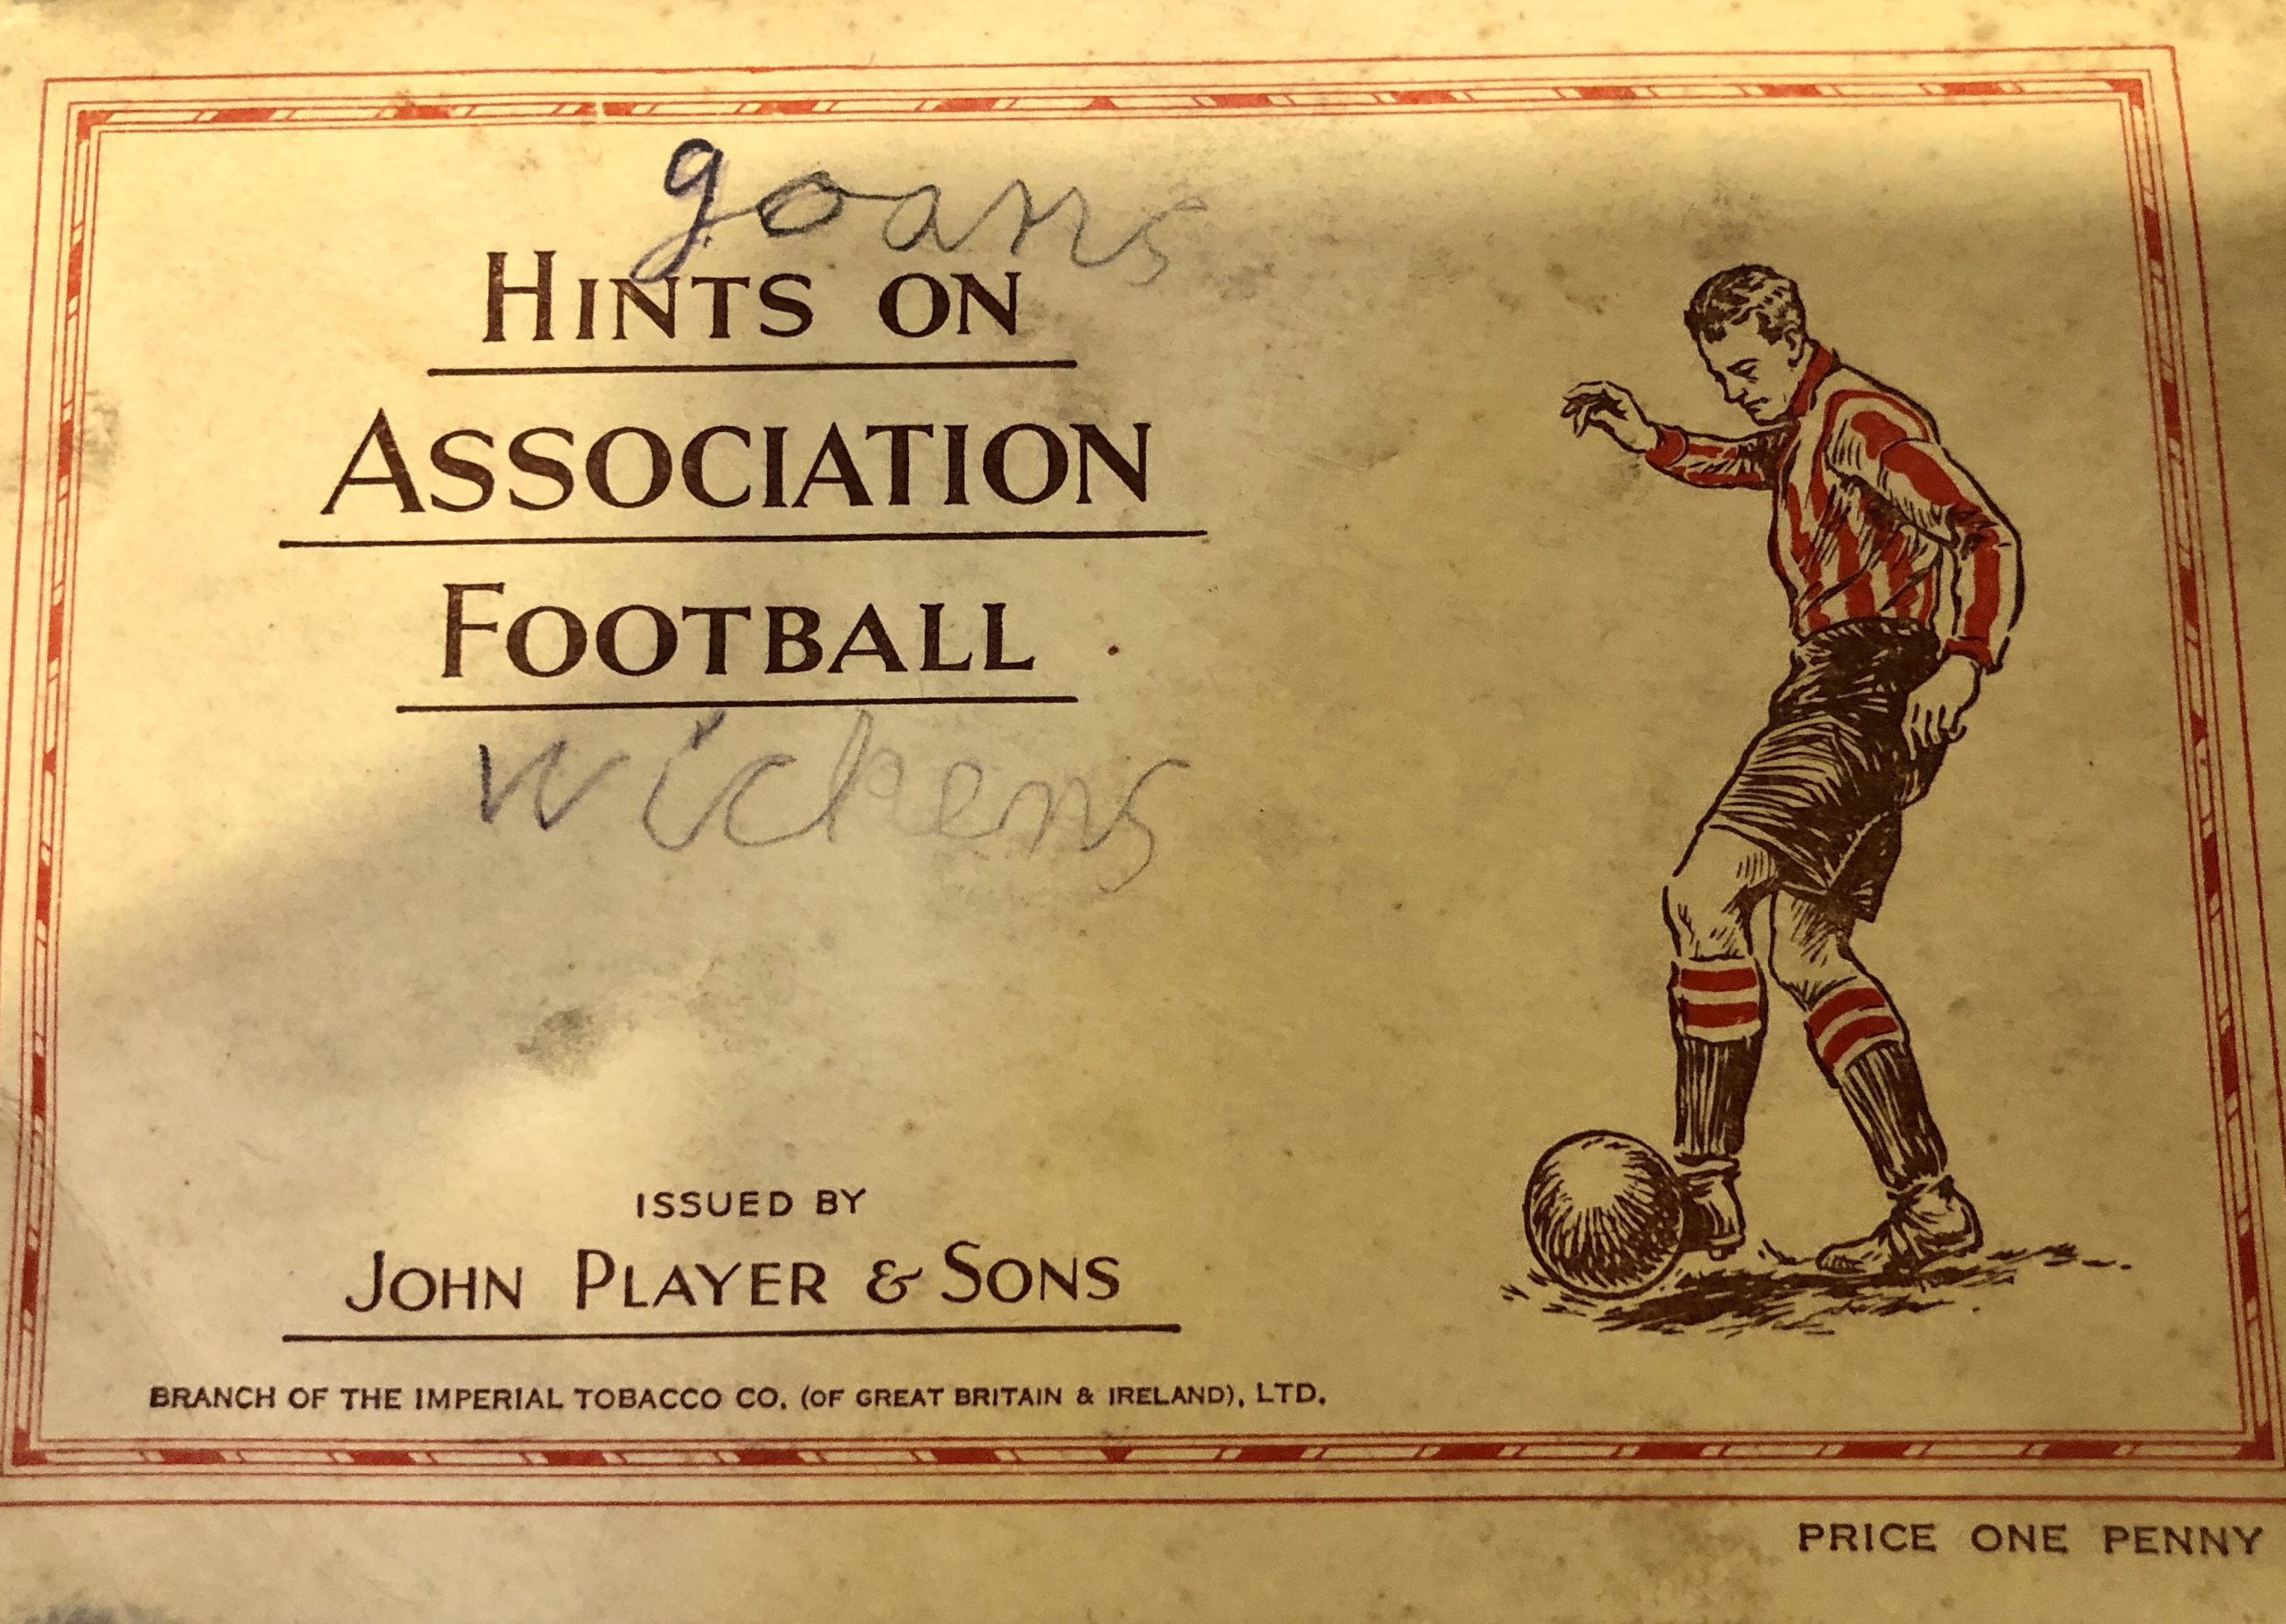 goans
HINTS ON
ASSOCIATION
FOOTBALL
wickens
ISSUED BY
JOHN PLAYER & SONS
BRANCH OF THE IMPERIAL TOBACCO CO. (OF GREAT BRITAIN & IRELAND), LTD.
PRICE ONE PENNY